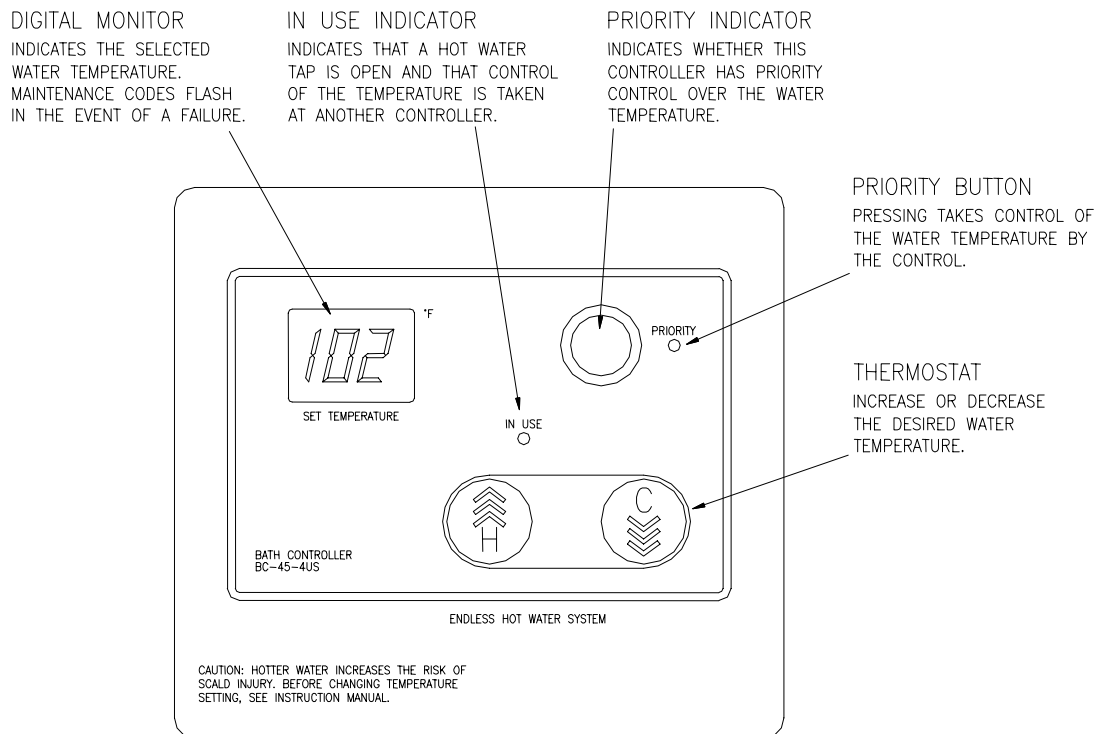 DIGITAL MONITOR
INDICATES THE SELECTED
WATER TEMPERATURE.
MAINTENANCE CODES FLASH
IN THE EVENT OF A FAILURE.
IN USE INDICATOR
INDICATES THAT A HOT WATER
TAP IS OPEN AND THAT CONTROL
OF THE TEMPERATURE IS TAKEN
AT ANOTHER CONTROLLER.
PRIORITY INDICATOR
INDICATES WHETHER THIS
CONTROLLER HAS PRIORITY
CONTROL OVER THE WATER
TEMPERATURE.
PRIORITY BUTTON
PRESSING TAKES CONTROL OF
THE WATER TEMPERATURE BY
THE CONTROL.
THERMOSTAT
INCREASE OR DECREASE
THE DESIRED WATER
TEMPERATURE.
102
°F
SET TEMPERATURE
PRIORITY
IN USE
H
C
BATH CONTROLLER
BC-45-4US
ENDLESS HOT WATER SYSTEM
CAUTION: HOTTER WATER INCREASES THE RISK OF
SCALD INJURY. BEFORE CHANGING TEMPERATURE
SETTING, SEE INSTRUCTION MANUAL.